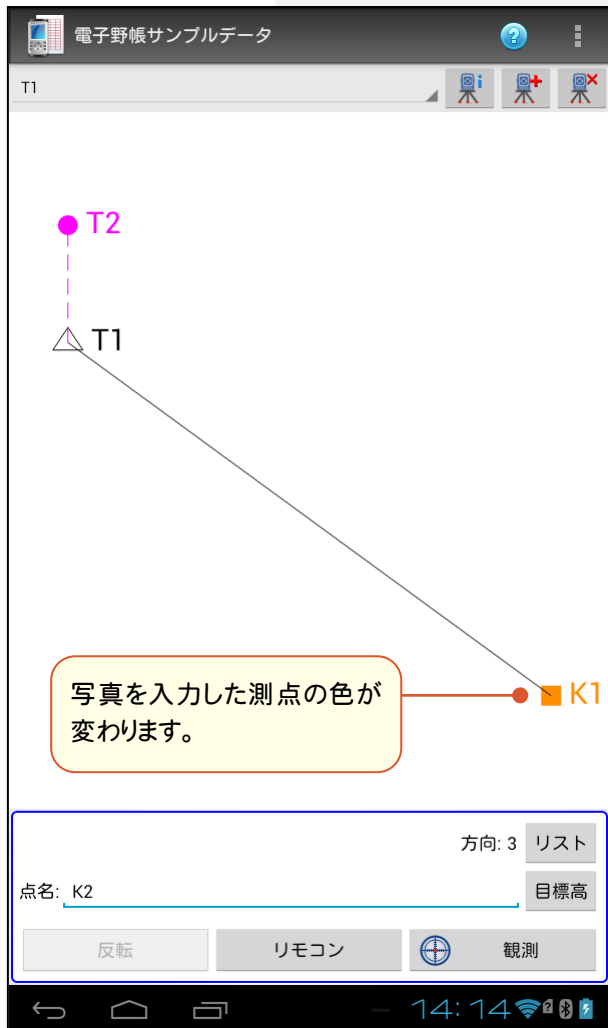 電子野帳サンプルデータ
T1
T2
T1
写真を入力した測点の色が
変わります。
K1
方向: 3 リスト
点名: K2 目標高
反転 リモコン 観測
14:14